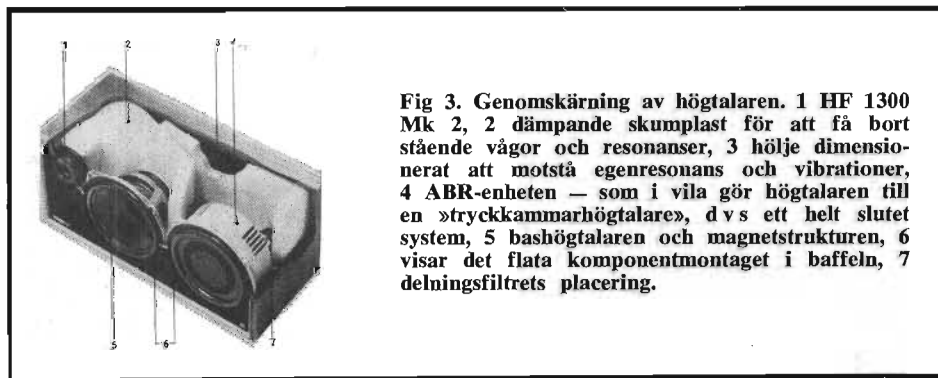 1 2 3 4
Fig 3. Genomskärning av högtalaren. 1 HF 1300
Mk 2, 2 dämpande skumplast för att få bort
stående vågor och resonanser, 3 hölje dimensio-
nerat att motstå egenresonans och vibrationer,
4 ABR-enheten — som i vila gör högtalaren till
en »tryckkammarhögtalare», d v s ett helt slutet
system, 5 bashögtalaren och magnetstrukturen, 6
visar det flata komponentmontaget i baffeln, 7
delningsfiltrets placering.
5 6 7